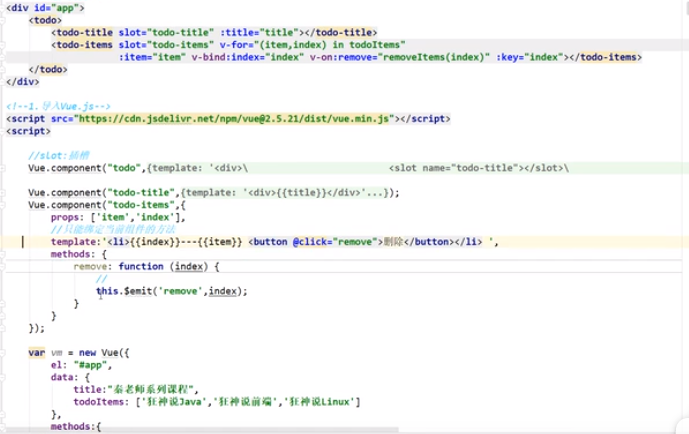 <div id="app">
<todo>
<todo-title slot="todo-title" :title="title"></todo-title>
<todo-items slot="todo-items" v-for="(item,index) in todoItems"
:item="item" v-bind:index="index" v-on:remove="removeItems(index)" :key="index"></todo-items>
</todo>
</div>
<!--1.导入Vue.js-->
<script src="https://cdn.jsdelivr.net/npm/vue@2.5.21/dist/vue.min.js"></script>
<script>
//slot:插槽
Vue.component("todo",{template: '<div>\ <slot name="todo-title"></slot>\
Vue.component("todo-title",{template: '<div>{{title}}</div>'...});
Vue.component("todo-items",{
props: ['item','index'],
//只能绑定当前组件的方法
template:'<li>{{index}}---{{item}} <button @click="remove">删除</button></li> ',
methods: {
remove: function (index) {
//
this.$emit('remove',index);
}
}
});
var vm = new Vue({
el: "#app",
data: {
title:"秦老师系列课程",
todoItems: ['狂神说Java','狂神说前端','狂神说Linux']
},
methods:{